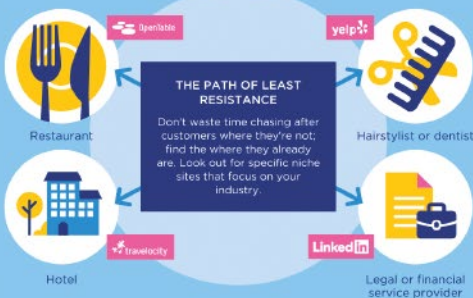 OpenTable
yelp
THE PATH OF LEAST
RESISTANCE
Don't waste time chasing after
customers where they're not;
find the where they already
are. Look out for specific niche
sites that focus on your
industry.
Restaurant
Hairstylist or dentist
travelocity
LinkedIn
Hotel
Legal or financial
service provider